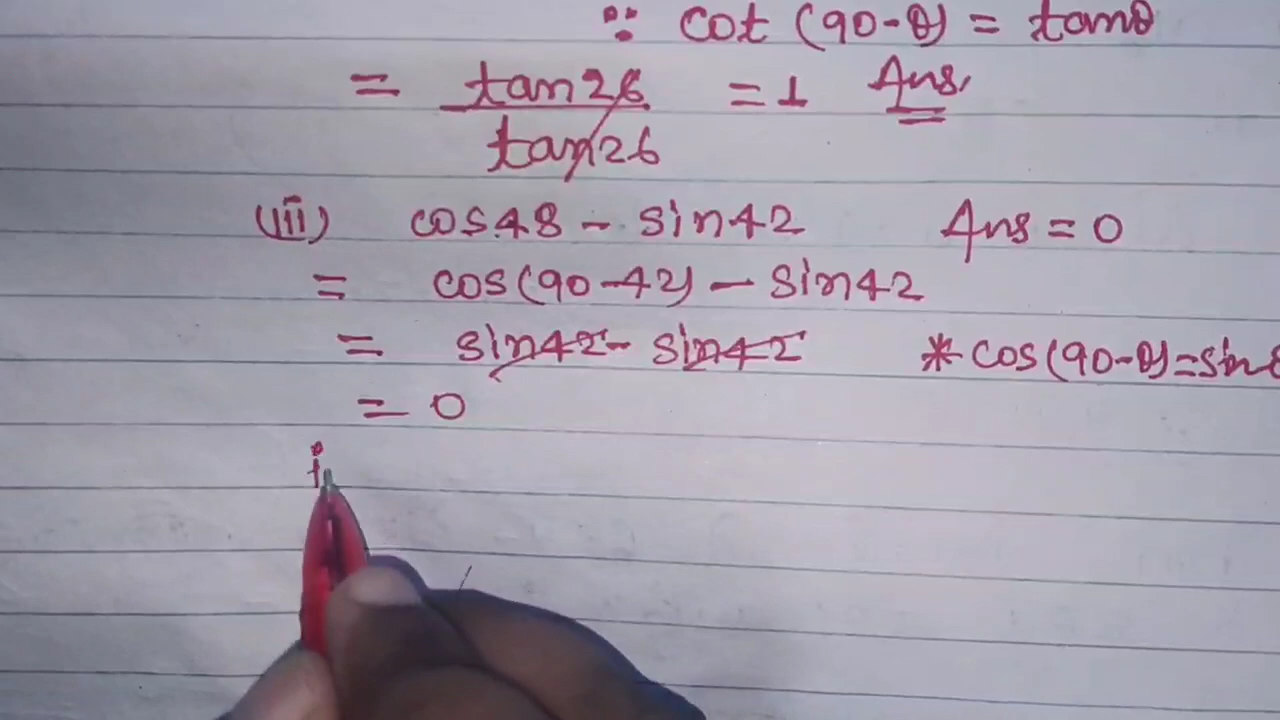 ∵ cot (90-θ) = tanθ
= tan26 / tan26 = 1 Ans.
(iii) cos48 - sin42 Ans = 0
= cos(90-42) - sin42
= sin42 - sin42 * cos(90-θ)=sinθ
= 0
i